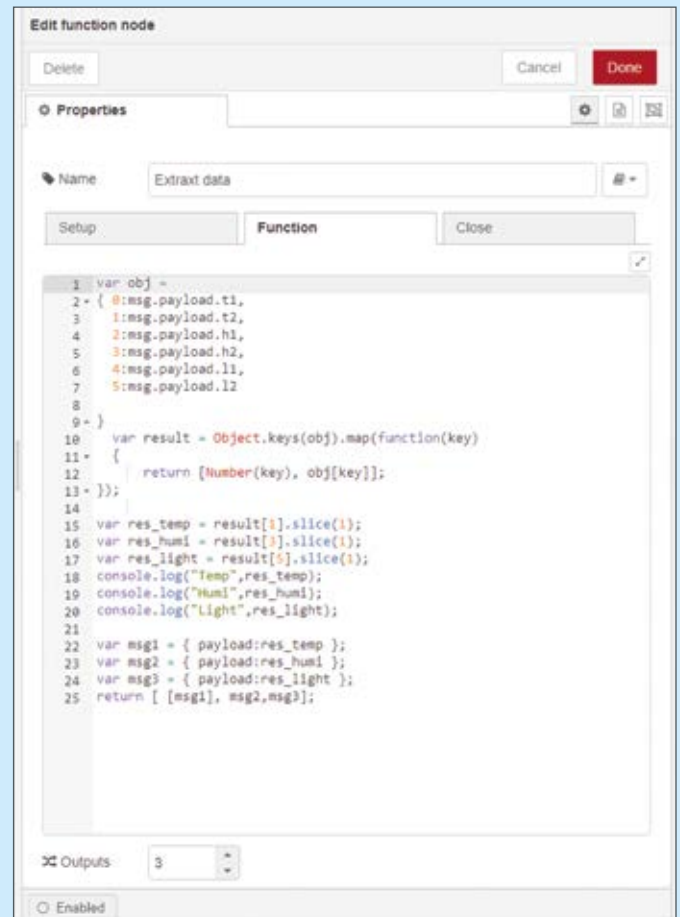 Edit function node
Delete Cancel Done
Properties
Name Extraxt data
Setup Function Close
1 var obj =
2 { 0:msg.payload.t1,
3 1:msg.payload.t2,
4 2:msg.payload.h1,
5 3:msg.payload.h2,
6 4:msg.payload.l1,
7 5:msg.payload.l2
8
9 }
10 var result = Object.keys(obj).map(function(key)
11 {
12 return [Number(key), obj[key]];
13 });
14
15 var res_temp = result[1].slice(1);
16 var res_humi = result[3].slice(1);
17 var res_light = result[5].slice(1);
18 console.log("Temp",res_temp);
19 console.log("Humi",res_humi);
20 console.log("Light",res_light);
21
22 var msg1 = { payload:res_temp };
23 var msg2 = { payload:res_humi };
24 var msg3 = { payload:res_light };
25 return [ [msg1], msg2,msg3];
Outputs 3
Enabled